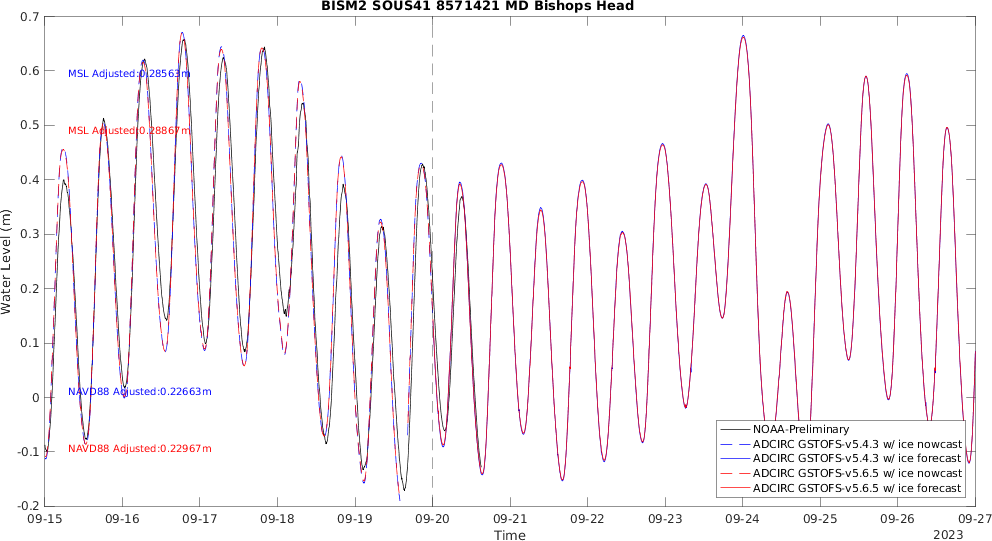 BISM2 SOUS41 8571421 MD Bishops Head
Water Level (m)
0.7
0.6
0.5
0.4
0.3
0.2
0.1
0
-0.1
-0.2
MSL Adjusted:0.28563m
MSL Adjusted:0.28867m
NAVD88 Adjusted:0.22663m
NAVD88 Adjusted:0.22967m
NOAA-Preliminary
ADCIRC GSTOFS-v5.4.3 w/ ice nowcast
ADCIRC GSTOFS-v5.4.3 w/ ice forecast
ADCIRC GSTOFS-v5.6.5 w/ ice nowcast
ADCIRC GSTOFS-v5.6.5 w/ ice forecast
09-15 09-16 09-17 09-18 09-19 09-20 09-21 09-22 09-23 09-24 09-25 09-26 09-27
Time
2023